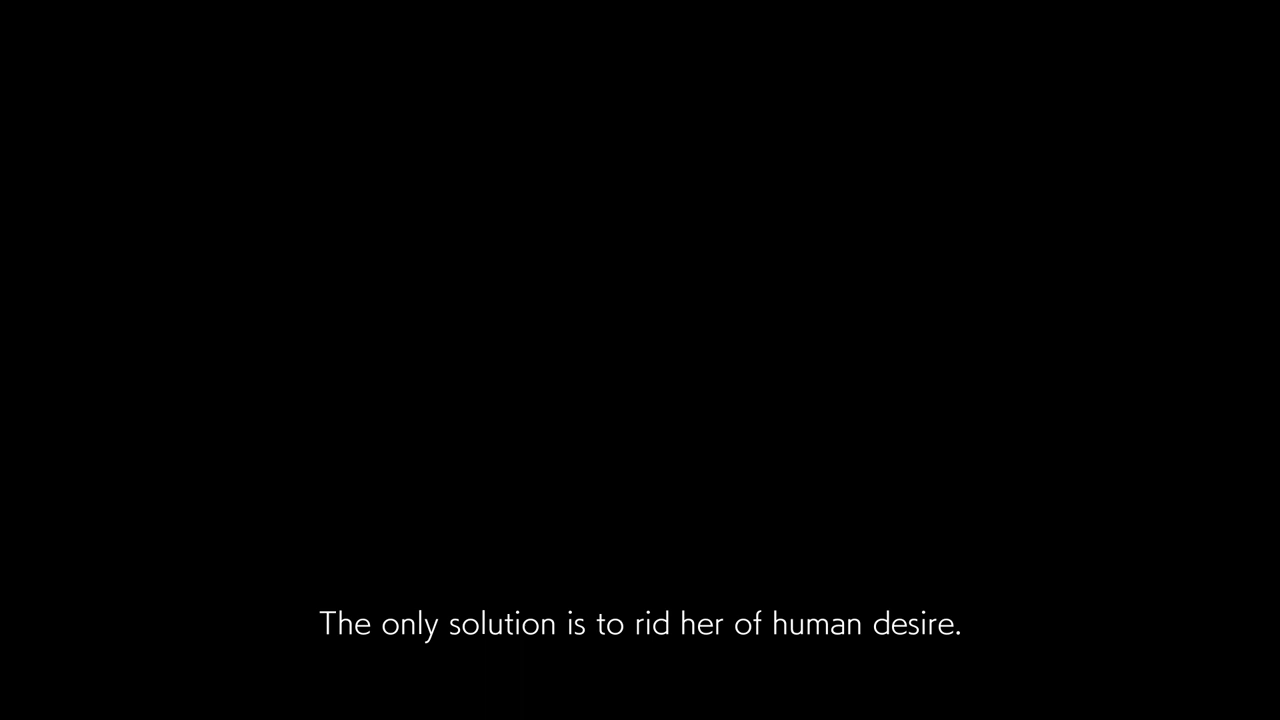 The only solution is to rid her of human desire.